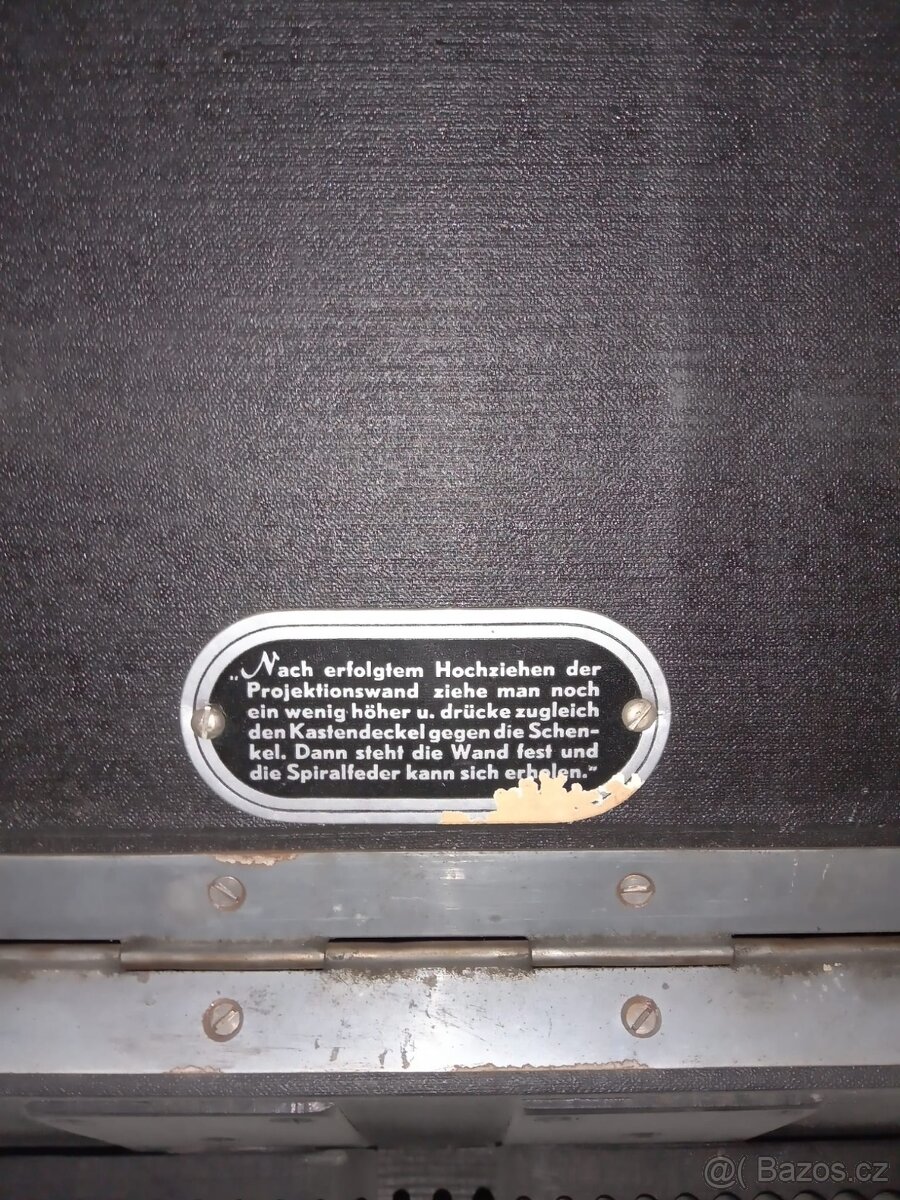 „Nach erfolgtem Hochziehen der
Projektionswand ziehe man noch
ein wenig höher u. drücke zugleich
den Kastendeckel gegen die Schen-
kel. Dann steht die Wand fest und
die Spiralfeder kann sich erholen.“
@( Bazos.cz